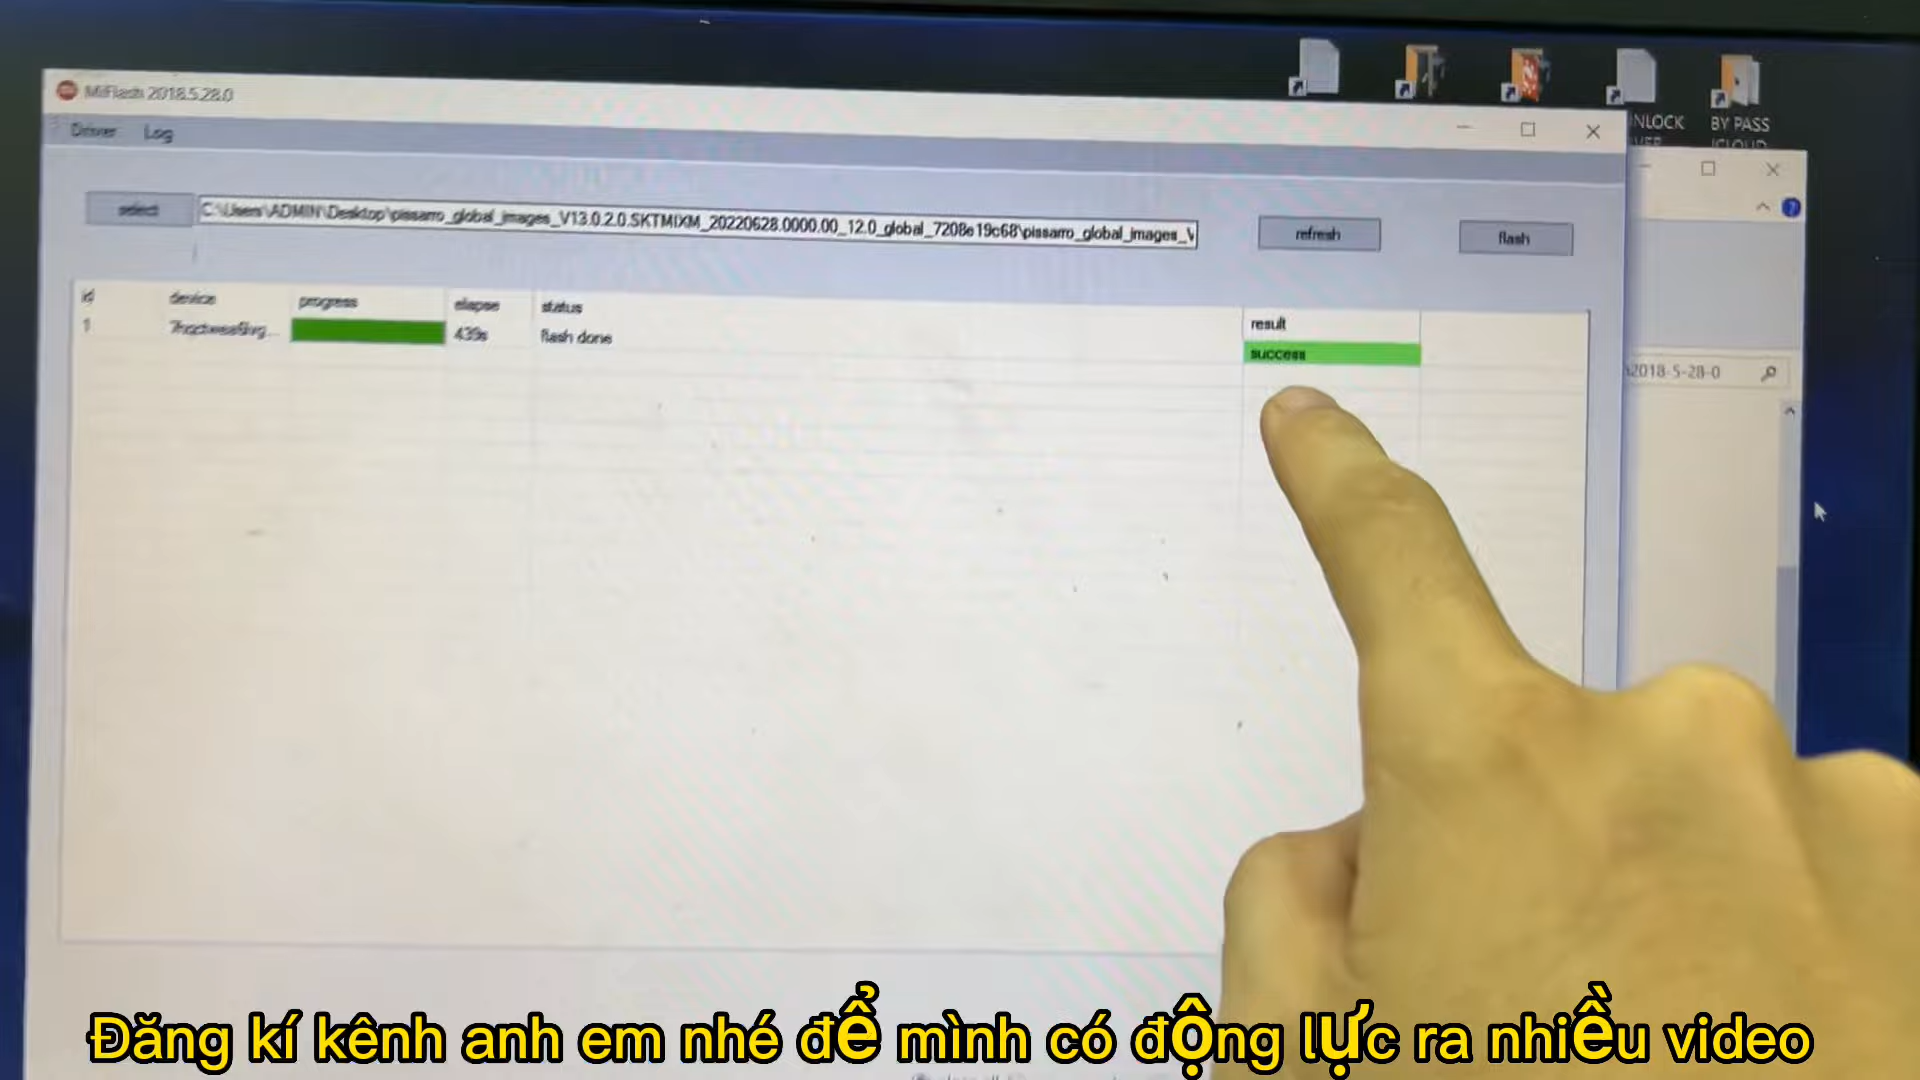 MiFlash 2018.5.28.0
Driver Log
select C:\Users\ADMIN\Desktop\pissarro_global_images_V13.0.2.0.SKTMIXM_20220628.0000.00_12.0_global_7208e19c68\pissarro_global_images_V refresh flash
id device progress elapse status result
1 439s flash done success
NLOCK
BY PASS
ICLOUD
2018-5-28-0
Đăng kí kênh anh em nhé để mình có động lực ra nhiều video